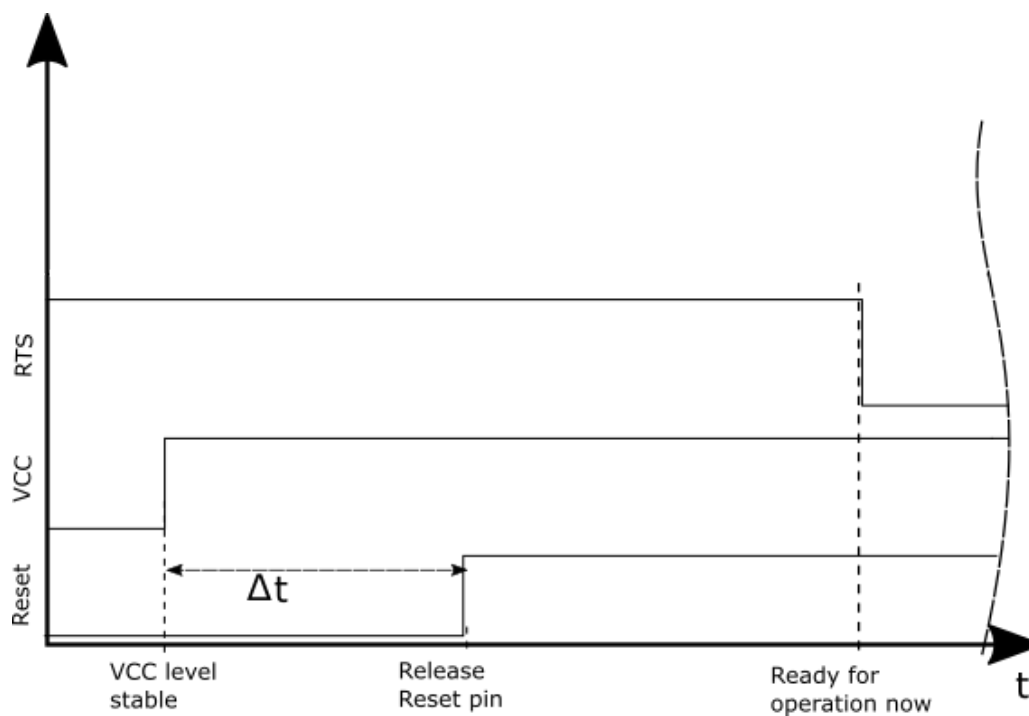 RTS
VCC
Reset
Δt
VCC level
stable
Release
Reset pin
Ready for
operation now
t